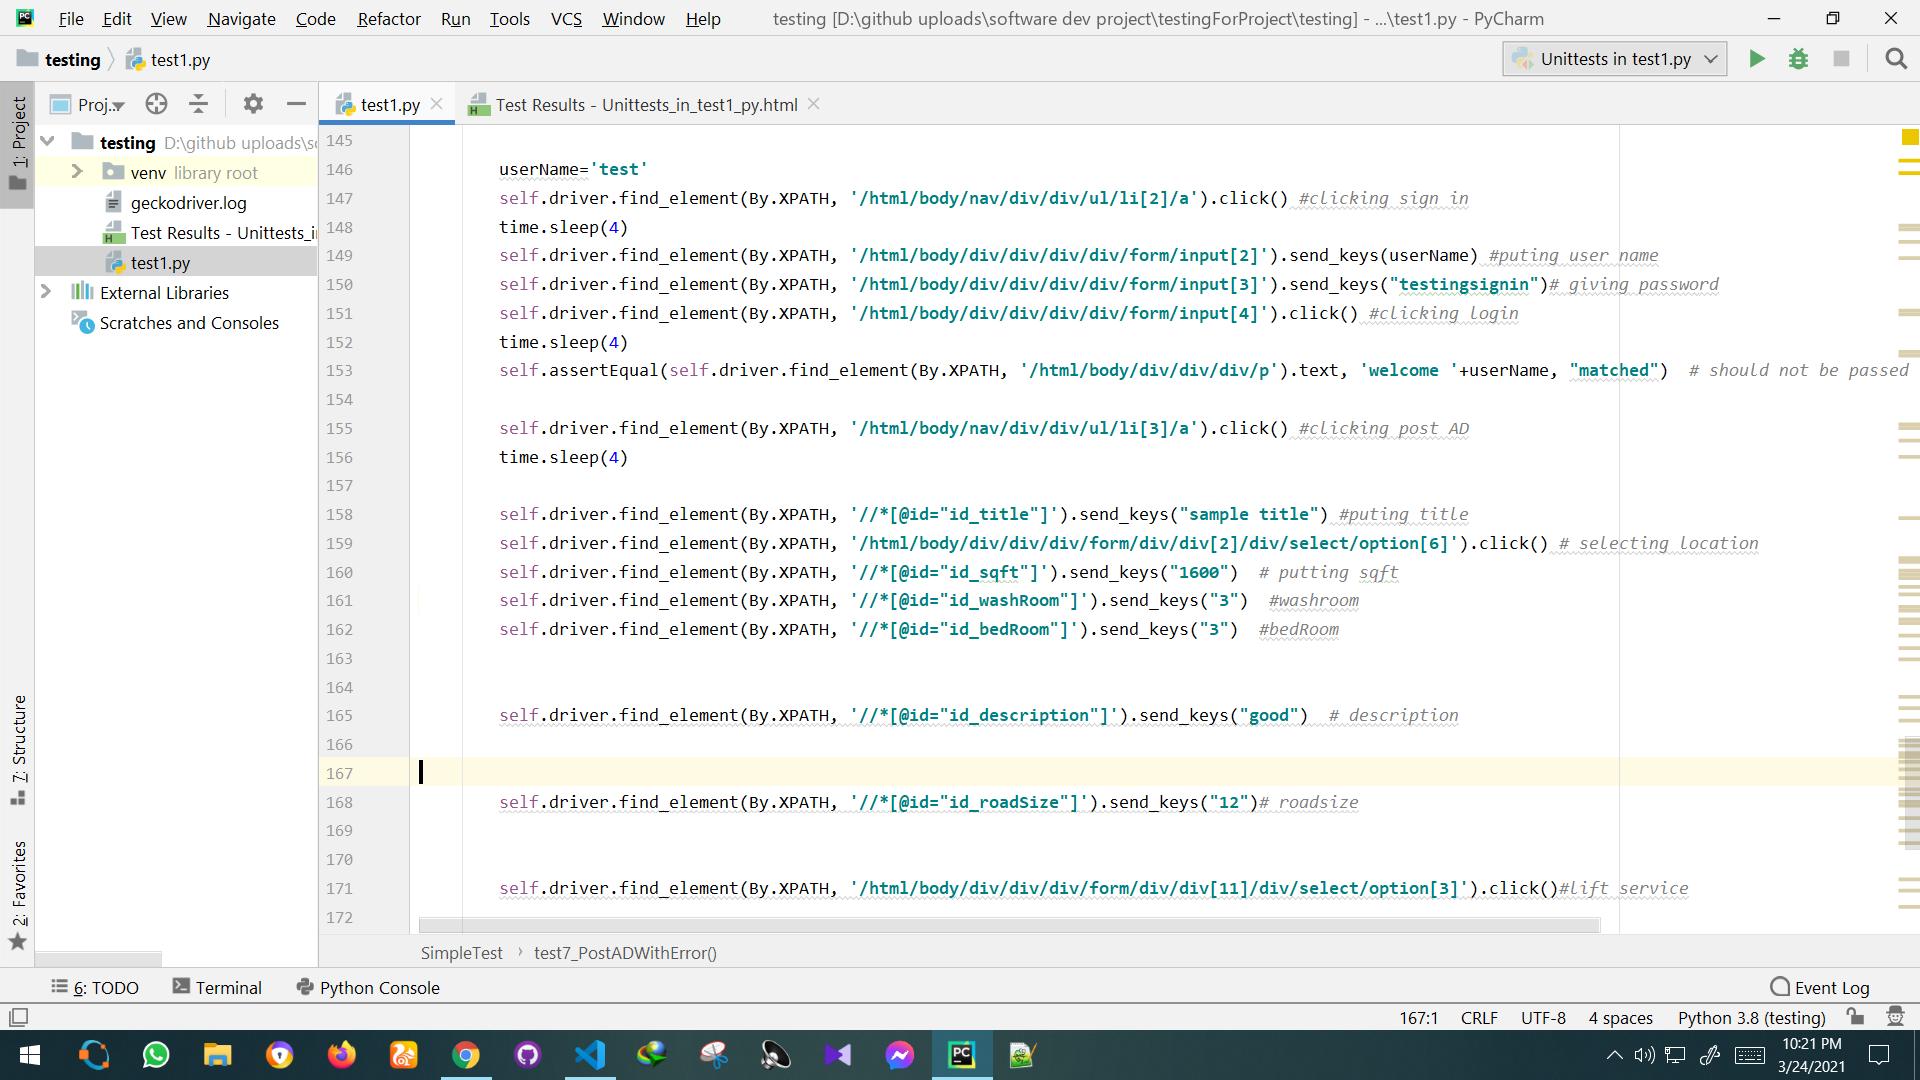 File Edit View Navigate Code Refactor Run Tools VCS Window Help testing [D:\github uploads\software dev project\testingForProject\testing] - ...\test1.py - PyCharm
testing test1.py Unittests in test1.py
1: Project
Proj...
test1.py
Test Results - Unittests_in_test1_py.html
testing D:\github uploads\so
venv library root
geckodriver.log
Test Results - Unittests_i
test1.py
External Libraries
Scratches and Consoles
7: Structure
2: Favorites
145
146 userName='test'
147 self.driver.find_element(By.XPATH, '/html/body/nav/div/div/ul/li[2]/a').click() #clicking sign in
148 time.sleep(4)
149 self.driver.find_element(By.XPATH, '/html/body/div/div/div/div/form/input[2]').send_keys(userName) #puting user name
150 self.driver.find_element(By.XPATH, '/html/body/div/div/div/div/form/input[3]').send_keys("testingsignin")# giving password
151 self.driver.find_element(By.XPATH, '/html/body/div/div/div/div/form/input[4]').click() #clicking login
152 time.sleep(4)
153 self.assertEqual(self.driver.find_element(By.XPATH, '/html/body/div/div/div/p').text, 'welcome '+userName, "matched") # should not be passed
154
155 self.driver.find_element(By.XPATH, '/html/body/nav/div/div/ul/li[3]/a').click() #clicking post AD
156 time.sleep(4)
157
158 self.driver.find_element(By.XPATH, '//*[@id="id_title"]').send_keys("sample title") #puting title
159 self.driver.find_element(By.XPATH, '/html/body/div/div/div/form/div/div[2]/div/select/option[6]').click() # selecting location
160 self.driver.find_element(By.XPATH, '//*[@id="id_sqft"]').send_keys("1600") # putting sqft
161 self.driver.find_element(By.XPATH, '//*[@id="id_washRoom"]').send_keys("3") #washroom
162 self.driver.find_element(By.XPATH, '//*[@id="id_bedRoom"]').send_keys("3") #bedRoom
163
164
165 self.driver.find_element(By.XPATH, '//*[@id="id_description"]').send_keys("good") # description
166
167
168 self.driver.find_element(By.XPATH, '//*[@id="id_roadSize"]').send_keys("12")# roadsize
169
170
171 self.driver.find_element(By.XPATH, '/html/body/div/div/div/form/div/div[11]/div/select/option[3]').click()#lift service
172
SimpleTest › test7_PostADWithError()
6: TODO Terminal Python Console Event Log
167:1 CRLF UTF-8 4 spaces Python 3.8 (testing)
PC
10:21 PM
3/24/2021